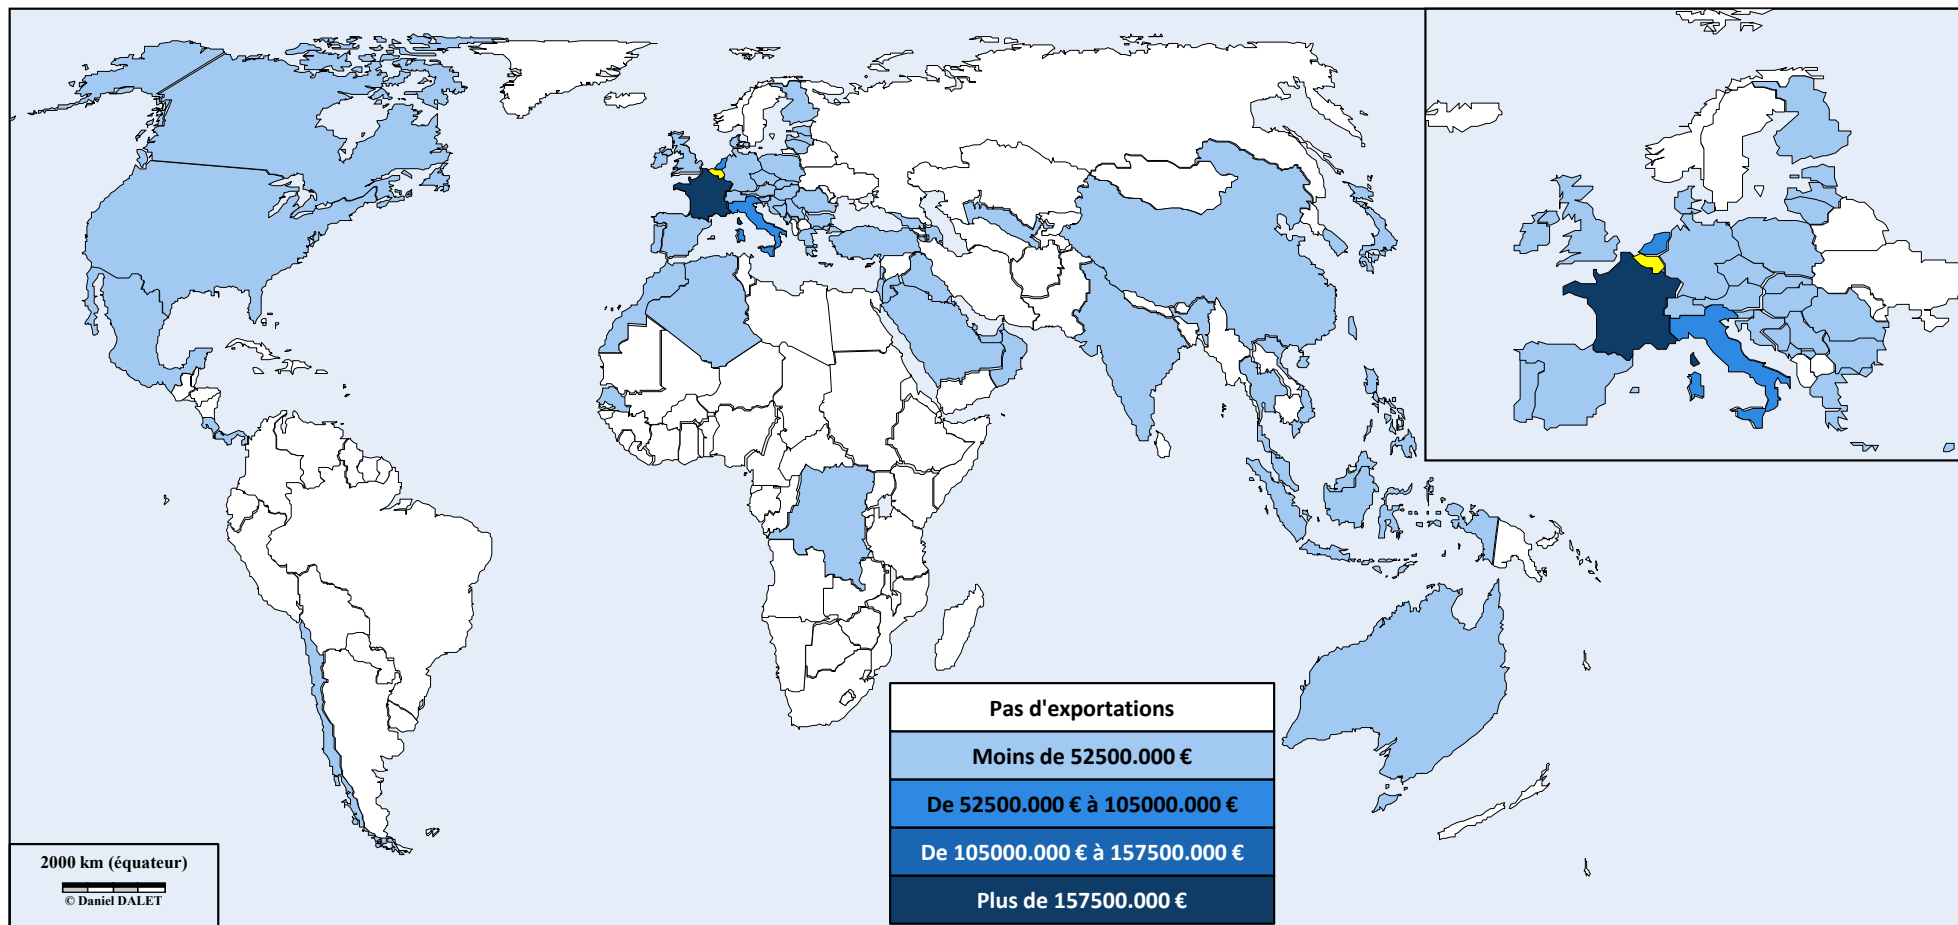 Pas d'exportations
Moins de 52500.000 €
De 52500.000 € à 105000.000 €
De 105000.000 € à 157500.000 €
Plus de 157500.000 €
2000 km (équateur)
© Daniel DALET